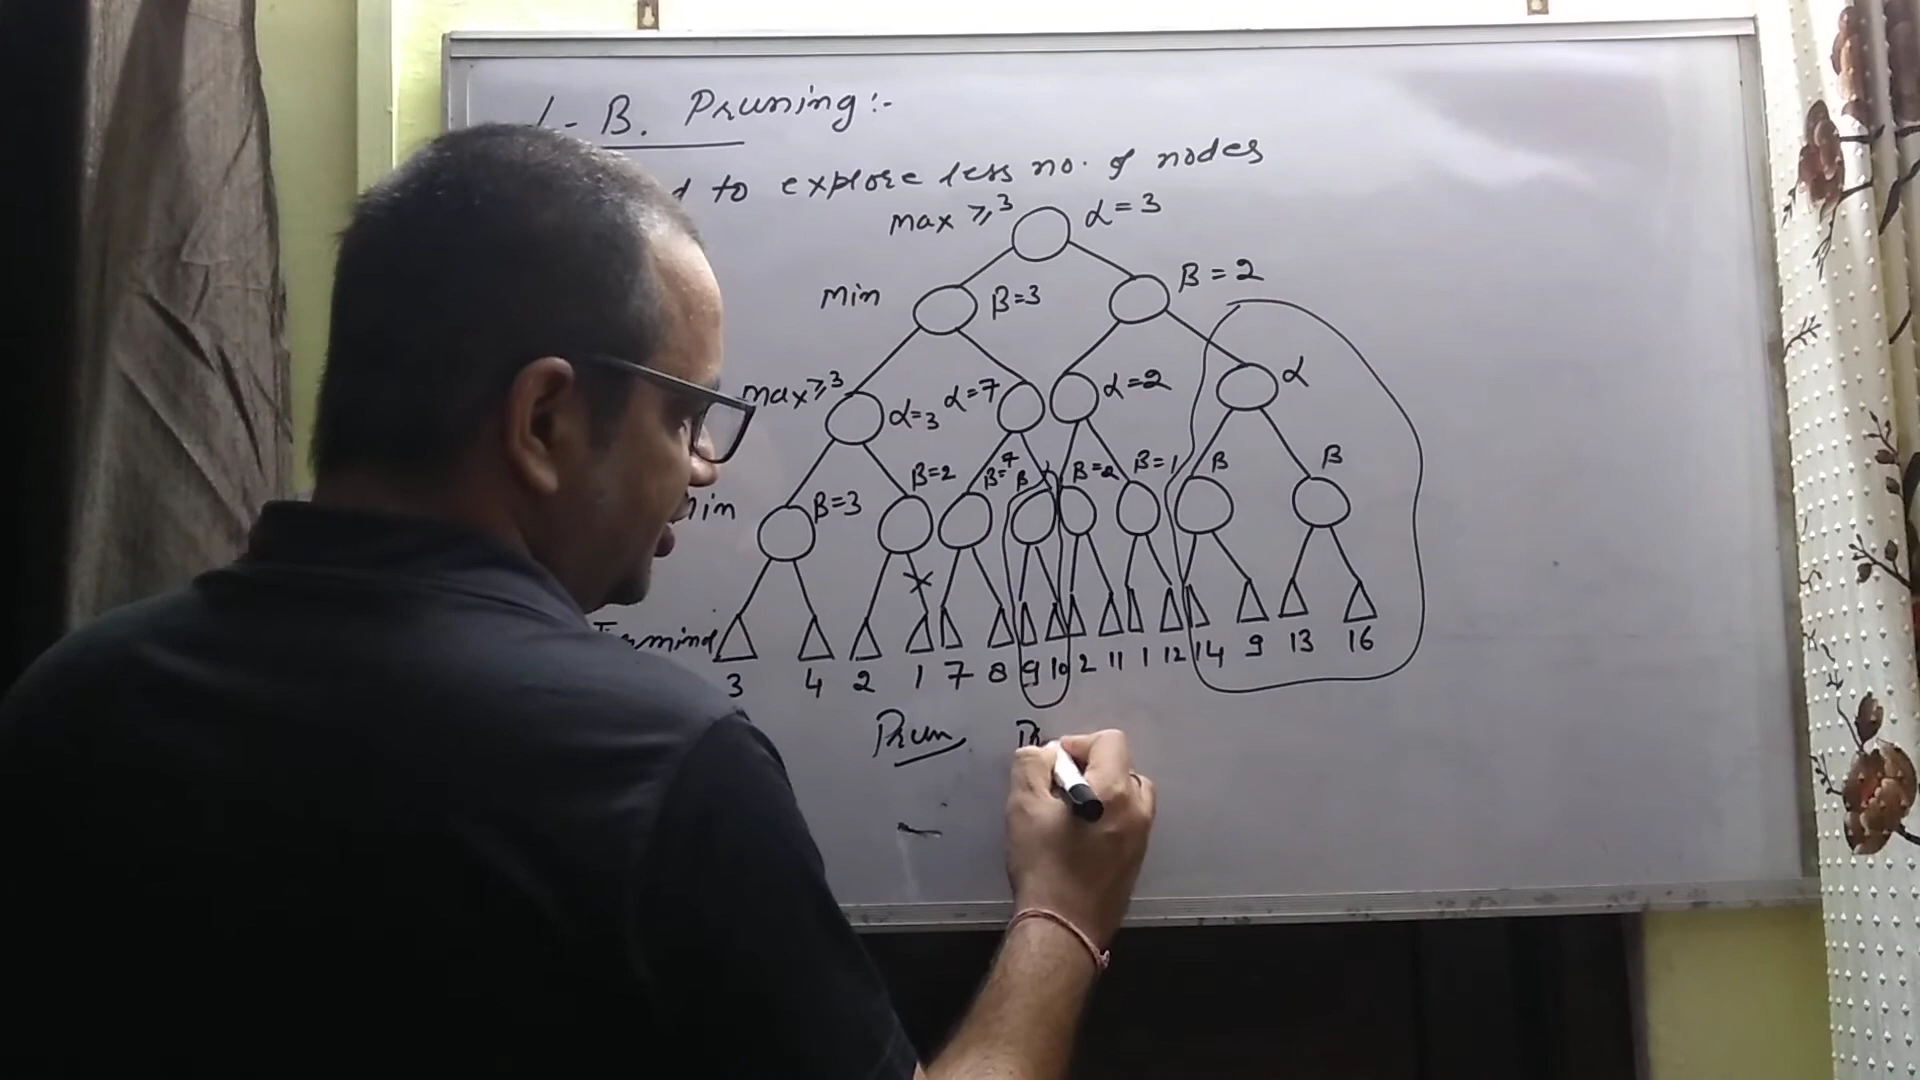 - B. Pruning :-
to explore less no. of nodes
max ⩾3 α=3
Min β=3 β=2
max⩾3 α=3 α=7 α=2 α
Min β=3 β=2 β=7 β β=2 β=1 β β
3 4 2 1 7 8 9 10 2 11 1 12 14 9 13 16
Prun